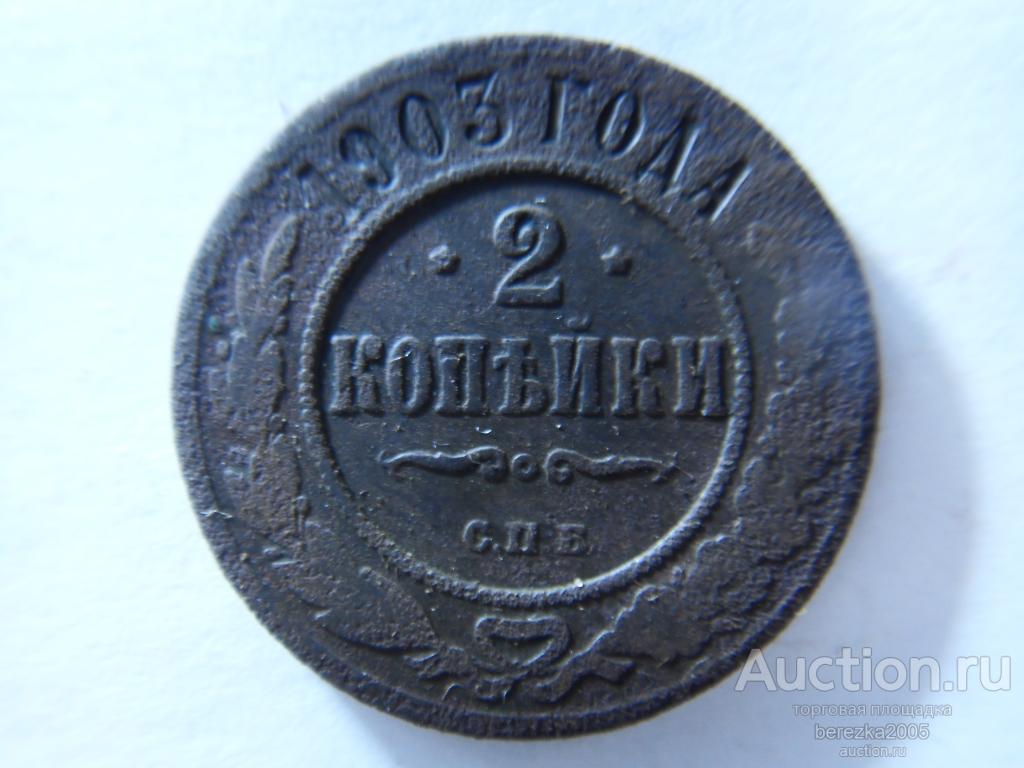 1903 ГОДА
· 2 ·
КОПѢЙКИ
С.П.Б.
Auction.ru
торговая площадка
berezka2005
auction.ru